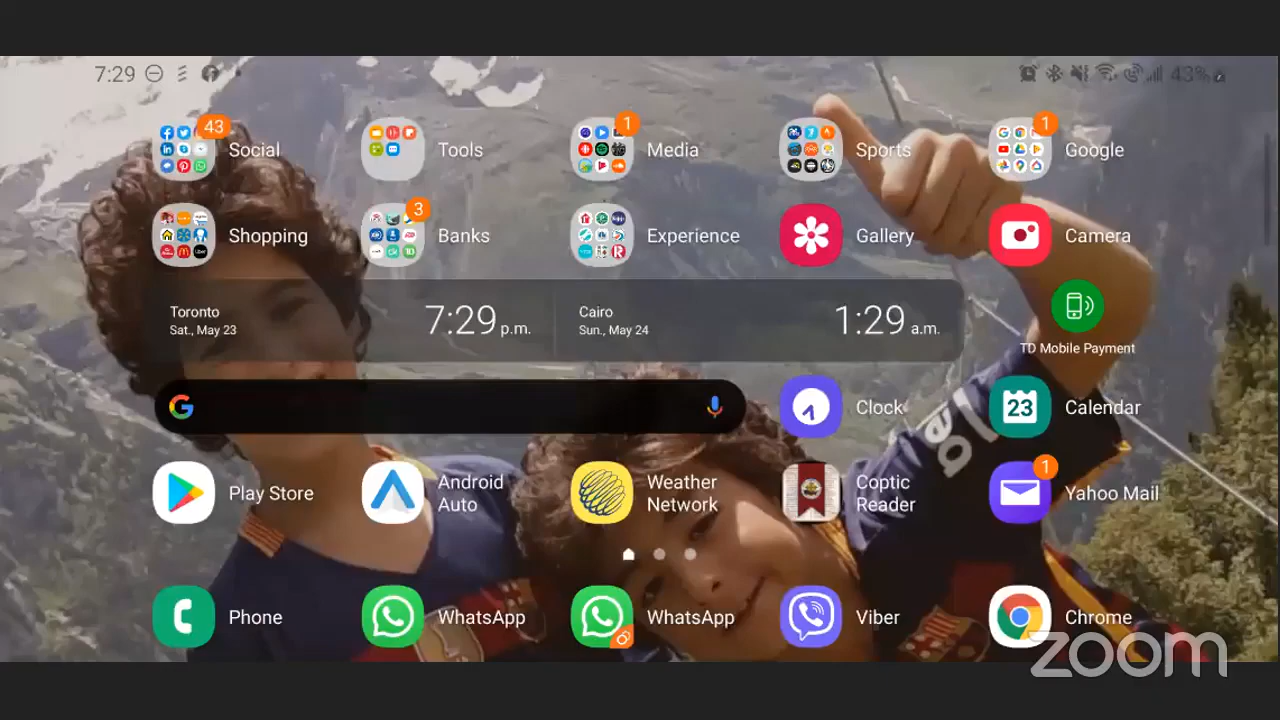 7:29
43%
43
1
1
Social
Tools
Media
Sports
Google
3
Shopping
Banks
Experience
Gallery
Camera
Toronto
Sat., May 23
7:29 p.m.
Cairo
Sun., May 24
1:29 a.m.
TD Mobile Payment
Clock
23
Calendar
1
Play Store
Android
Auto
Weather
Network
Coptic
Reader
Yahoo Mail
Phone
WhatsApp
WhatsApp
Viber
Chrome
zoom